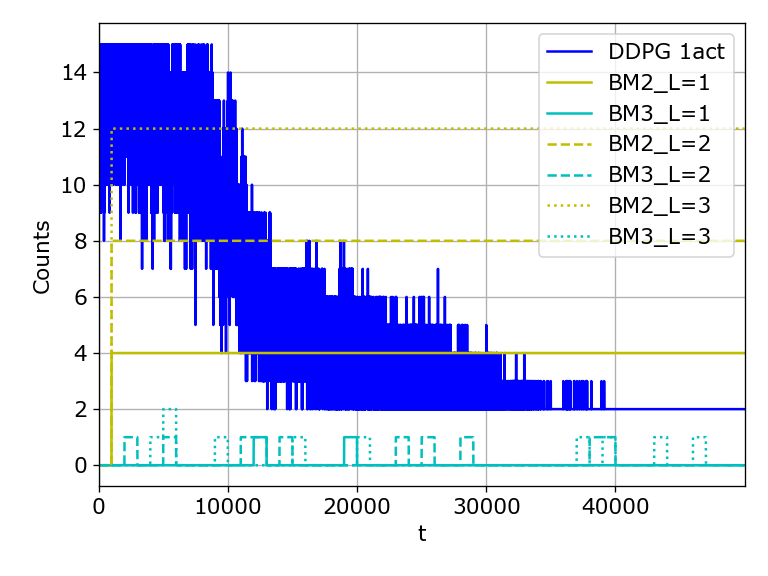 DDPG 1act
BM2_L=1
BM3_L=1
BM2_L=2
BM3_L=2
BM2_L=3
BM3_L=3
Counts
14
12
10
8
6
4
2
0
0 10000 20000 30000 40000
t